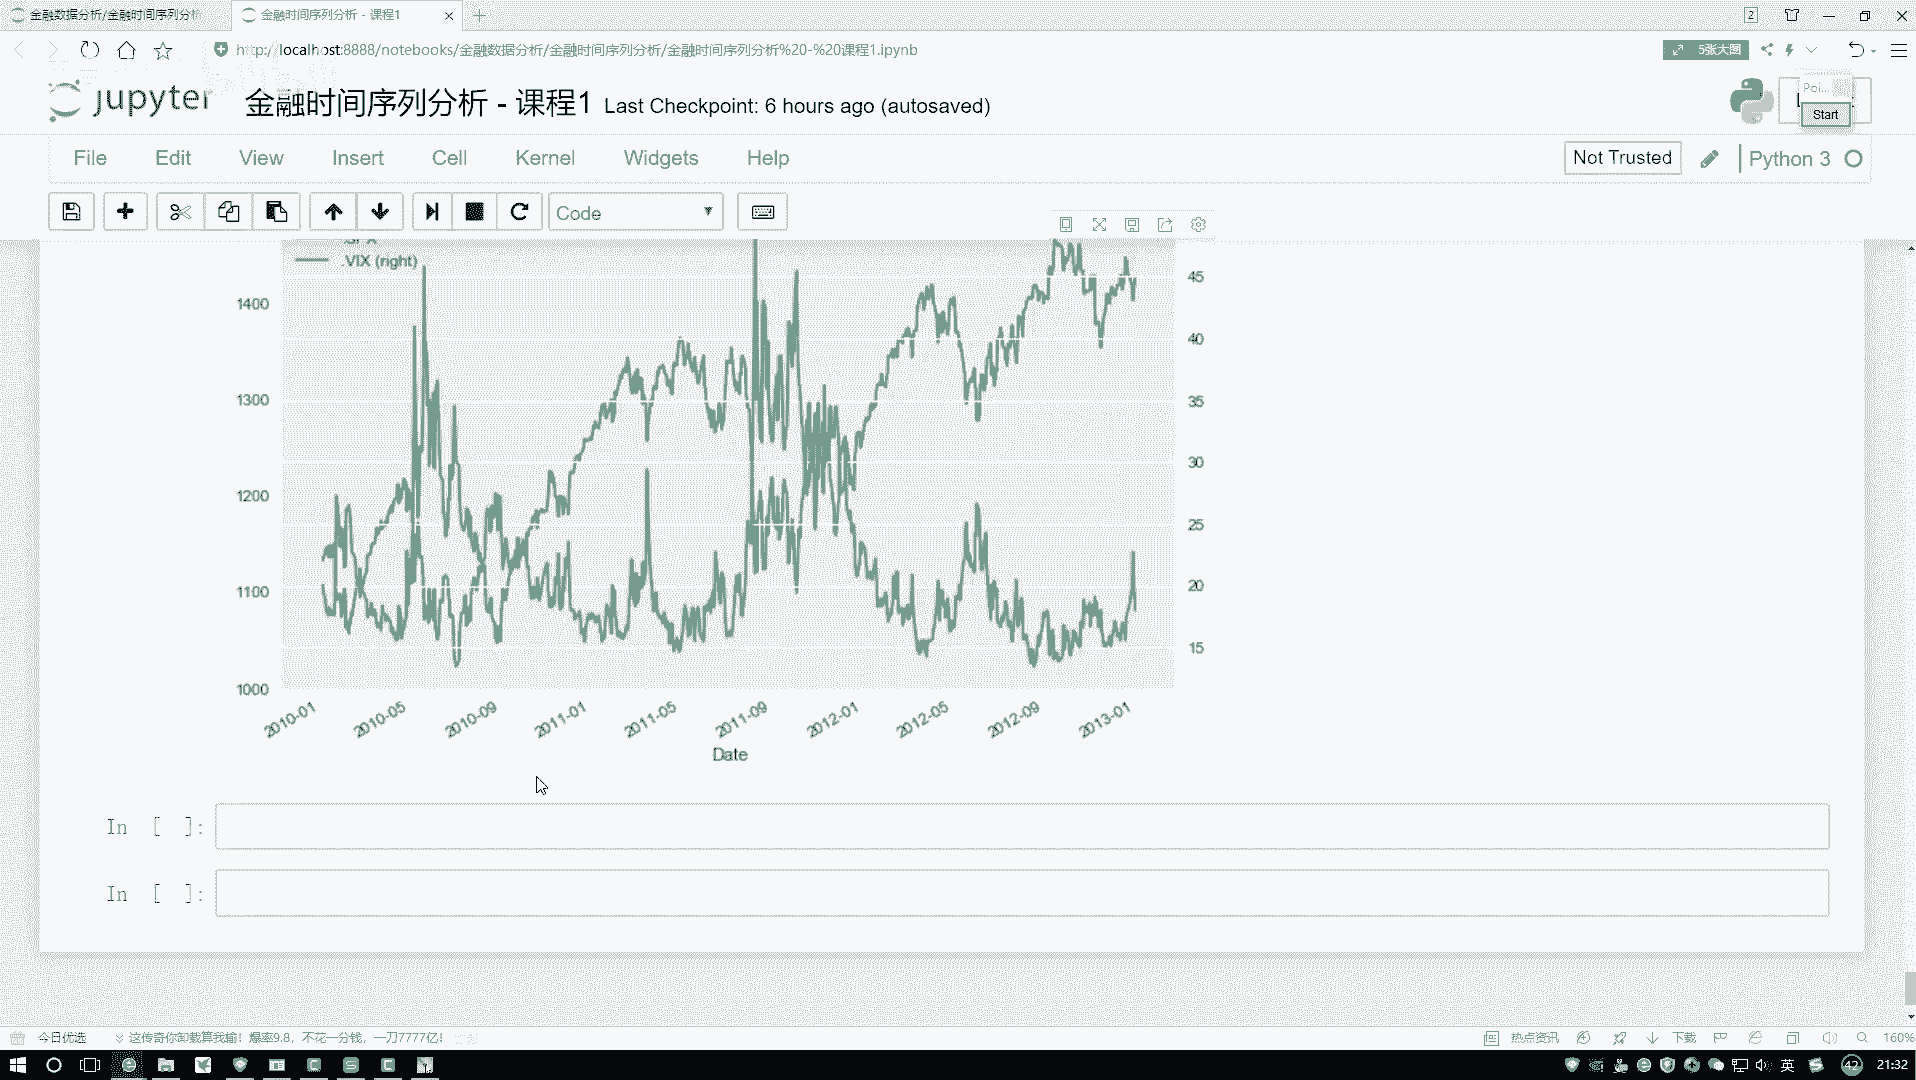 金融数据分析/金融时间序列分析
金融时间序列分析 - 课程1
2
http://localhost:8888/notebooks/金融数据分析/金融时间序列分析/金融时间序列分析%20-%20课程1.ipynb
5张大图
jupyter
金融时间序列分析 - 课程1 Last Checkpoint: 6 hours ago (autosaved)
Poi...
Start
File Edit View Insert Cell Kernel Widgets Help
Not Trusted
Python 3
Code
.SPX
.VIX (right)
1400
1300
1200
1100
1000
45
40
35
30
25
20
15
2010-01 2010-05 2010-09 2011-01 2011-05 2011-09 2012-01 2012-05 2012-09 2013-01
Date
In [ ]:
In [ ]:
今日优选
这传奇你卸载算我输！爆率9.8，不花一分钱，一刀7777亿！
热点资讯
下载
160%
英
42
21:32